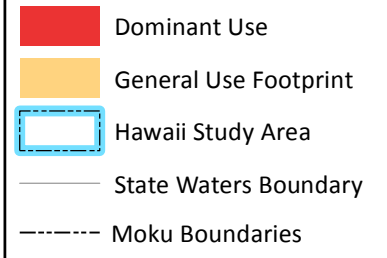 Dominant Use
General Use Footprint
Hawaii Study Area
State Waters Boundary
Moku Boundaries